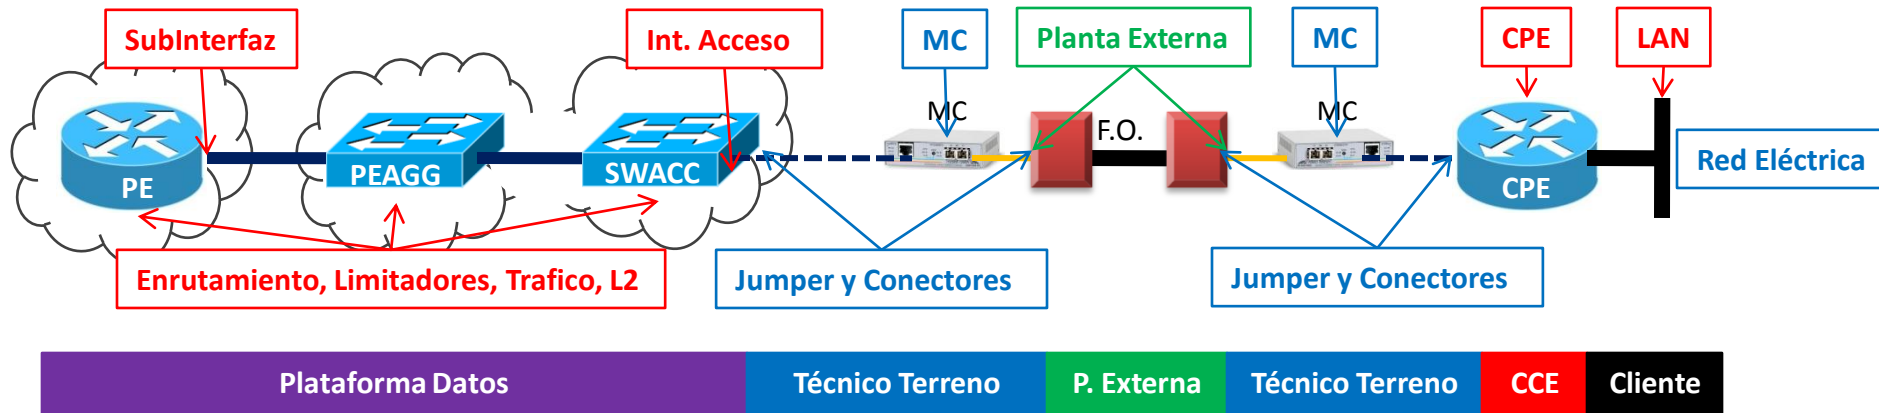 SubInterfaz
Int. Acceso
MC
Planta Externa
MC
CPE
LAN
MC
F.O.
MC
PE
PEAGG
SWACC
CPE
Red Eléctrica
Enrutamiento, Limitadores, Trafico, L2
Jumper y Conectores
Jumper y Conectores
Plataforma Datos
Técnico Terreno
P. Externa
Técnico Terreno
CCE
Cliente